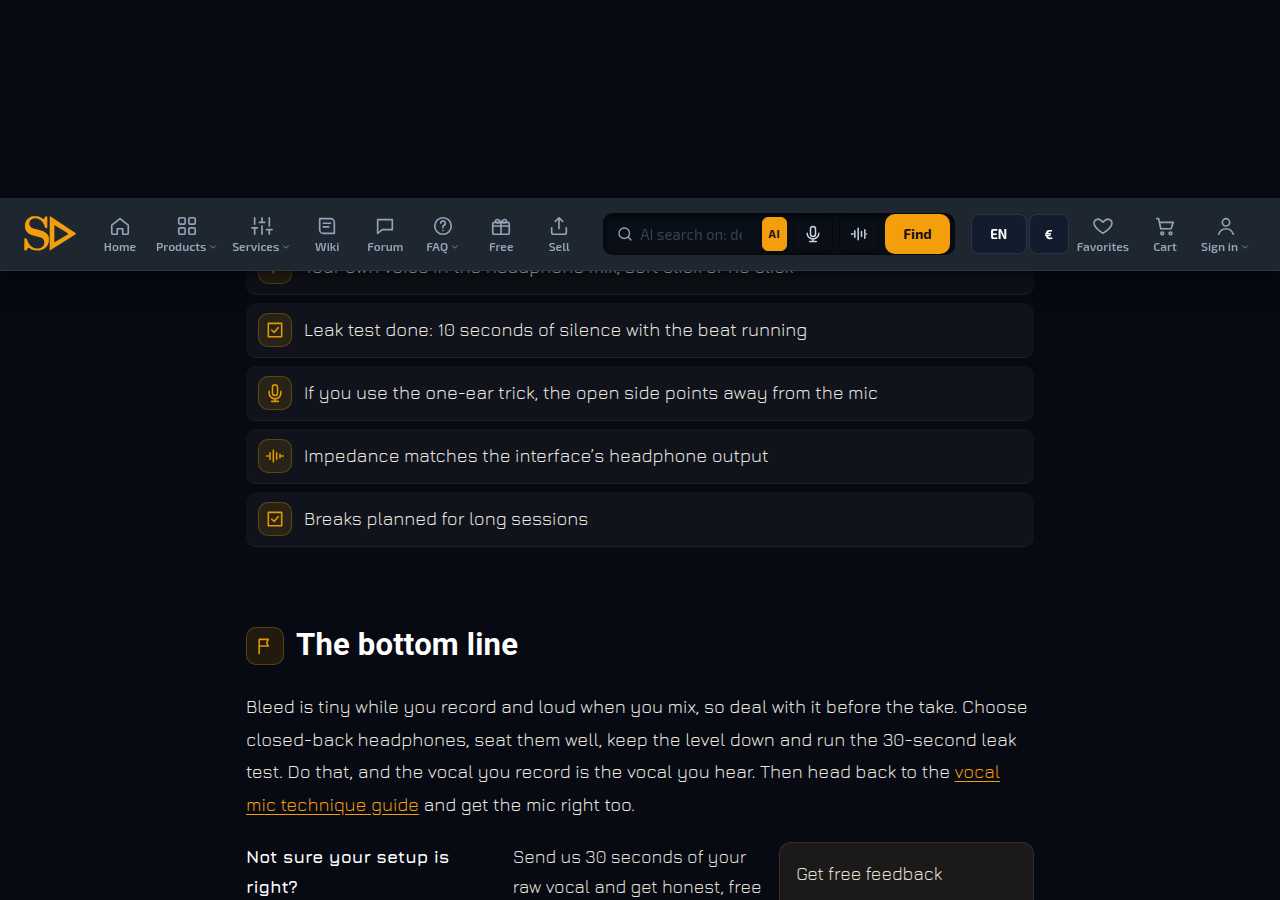 Home
Products
Services
Wiki
Forum
FAQ
Free
Sell
AI search on: de
AI
Find
EN
€
Favorites
Cart
Sign in
Leak test done: 10 seconds of silence with the beat running
If you use the one-ear trick, the open side points away from the mic
Impedance matches the interface's headphone output
Breaks planned for long sessions
The bottom line
Bleed is tiny while you record and loud when you mix, so deal with it before the take. Choose
closed-back headphones, seat them well, keep the level down and run the 30-second leak
test. Do that, and the vocal you record is the vocal you hear. Then head back to the vocal
mic technique guide and get the mic right too.
Not sure your setup is
right?
Send us 30 seconds of your
raw vocal and get honest, free
Get free feedback